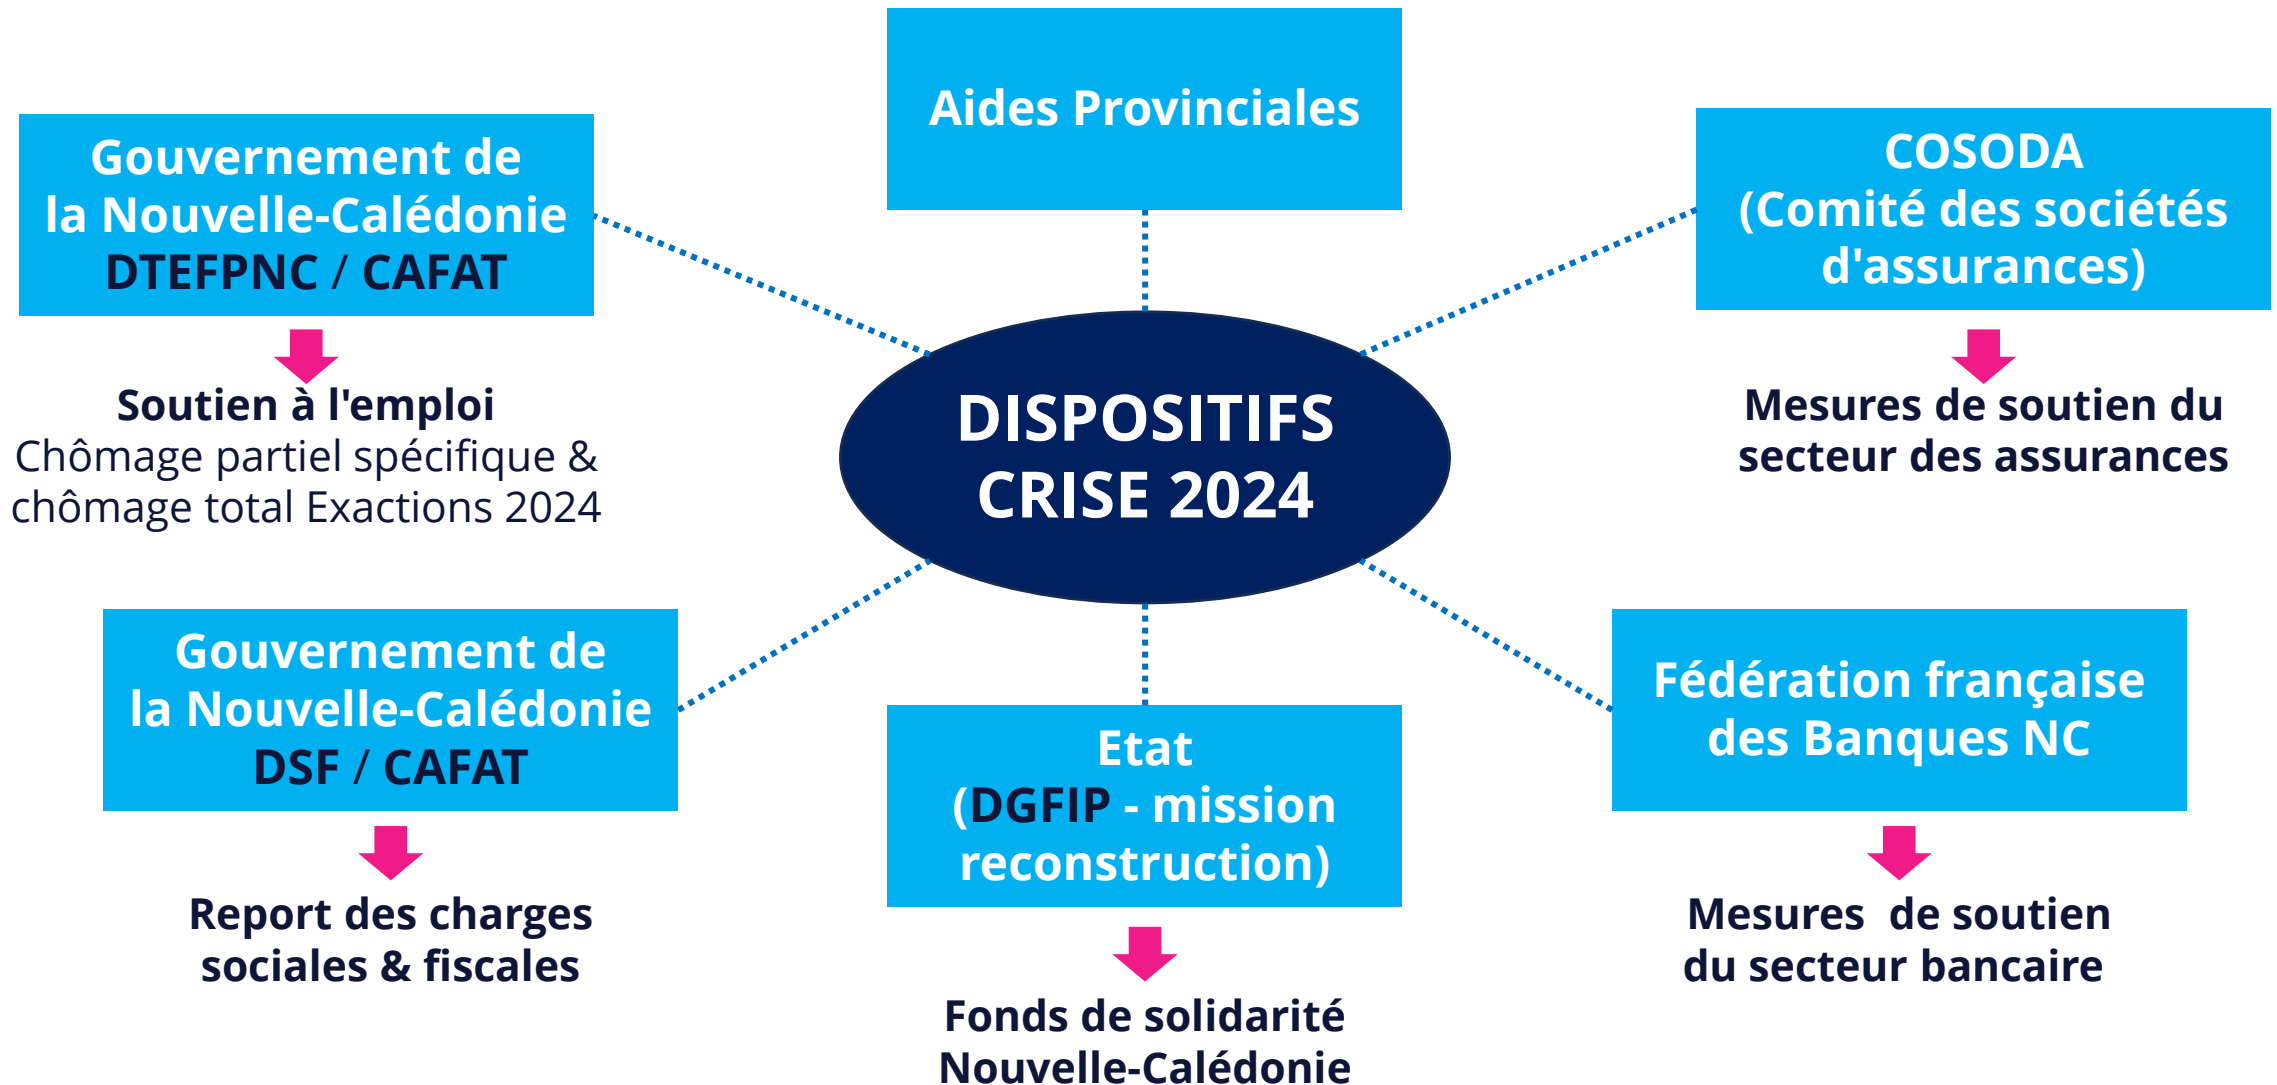 Aides Provinciales
Gouvernement de
la Nouvelle-Calédonie
DTEFPNC / CAFAT
Soutien à l'emploi
Chômage partiel spécifique &
chômage total Exactions 2024
COSODA
(Comité des sociétés
d'assurances)
Mesures de soutien du
secteur des assurances
DISPOSITIFS
CRISE 2024
Gouvernement de
la Nouvelle-Calédonie
DSF / CAFAT
Report des charges
sociales & fiscales
Etat
(DGFIP - mission
reconstruction)
Fonds de solidarité
Nouvelle-Calédonie
Fédération française
des Banques NC
Mesures  de soutien
du secteur bancaire